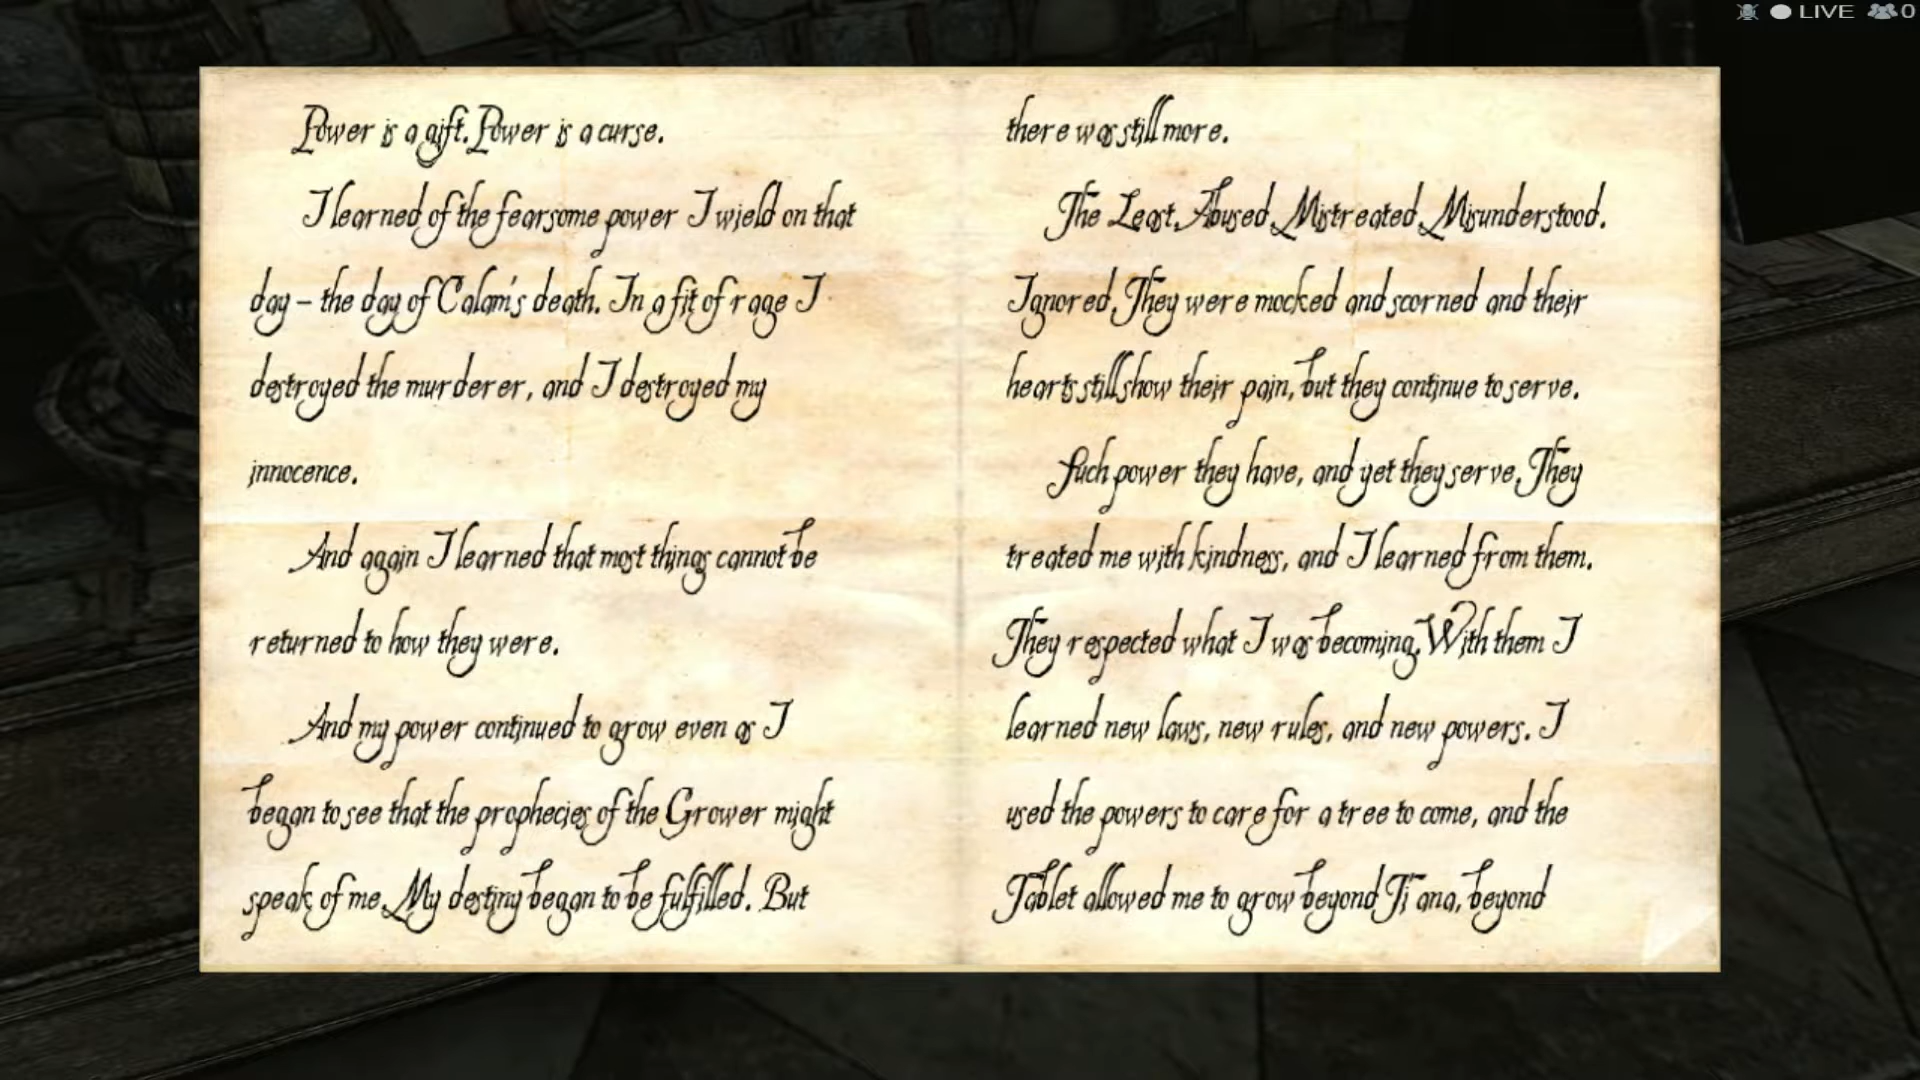 LIVE 0
Power is a gift. Power is a curse.
I learned of the fearsome power I wield on that
day – the day of Calam's death. In a fit of rage I
destroyed the murderer, and I destroyed my
innocence.
And again I learned that most things cannot be
returned to how they were.
And my power continued to grow even as I
began to see that the prophecies of the Grower might
speak of me. My destiny began to be fulfilled. But
there was still more.
The Least. Abused. Mistreated. Misunderstood.
Ignored. They were mocked and scorned and their
hearts still show their pain, but they continue to serve.
Such power they have, and yet they serve. They
treated me with kindness, and I learned from them.
They respected what I was becoming. With them I
learned new laws, new rules, and new powers. I
used the powers to care for a tree to come, and the
Tablet allowed me to grow beyond Ti'ana, beyond